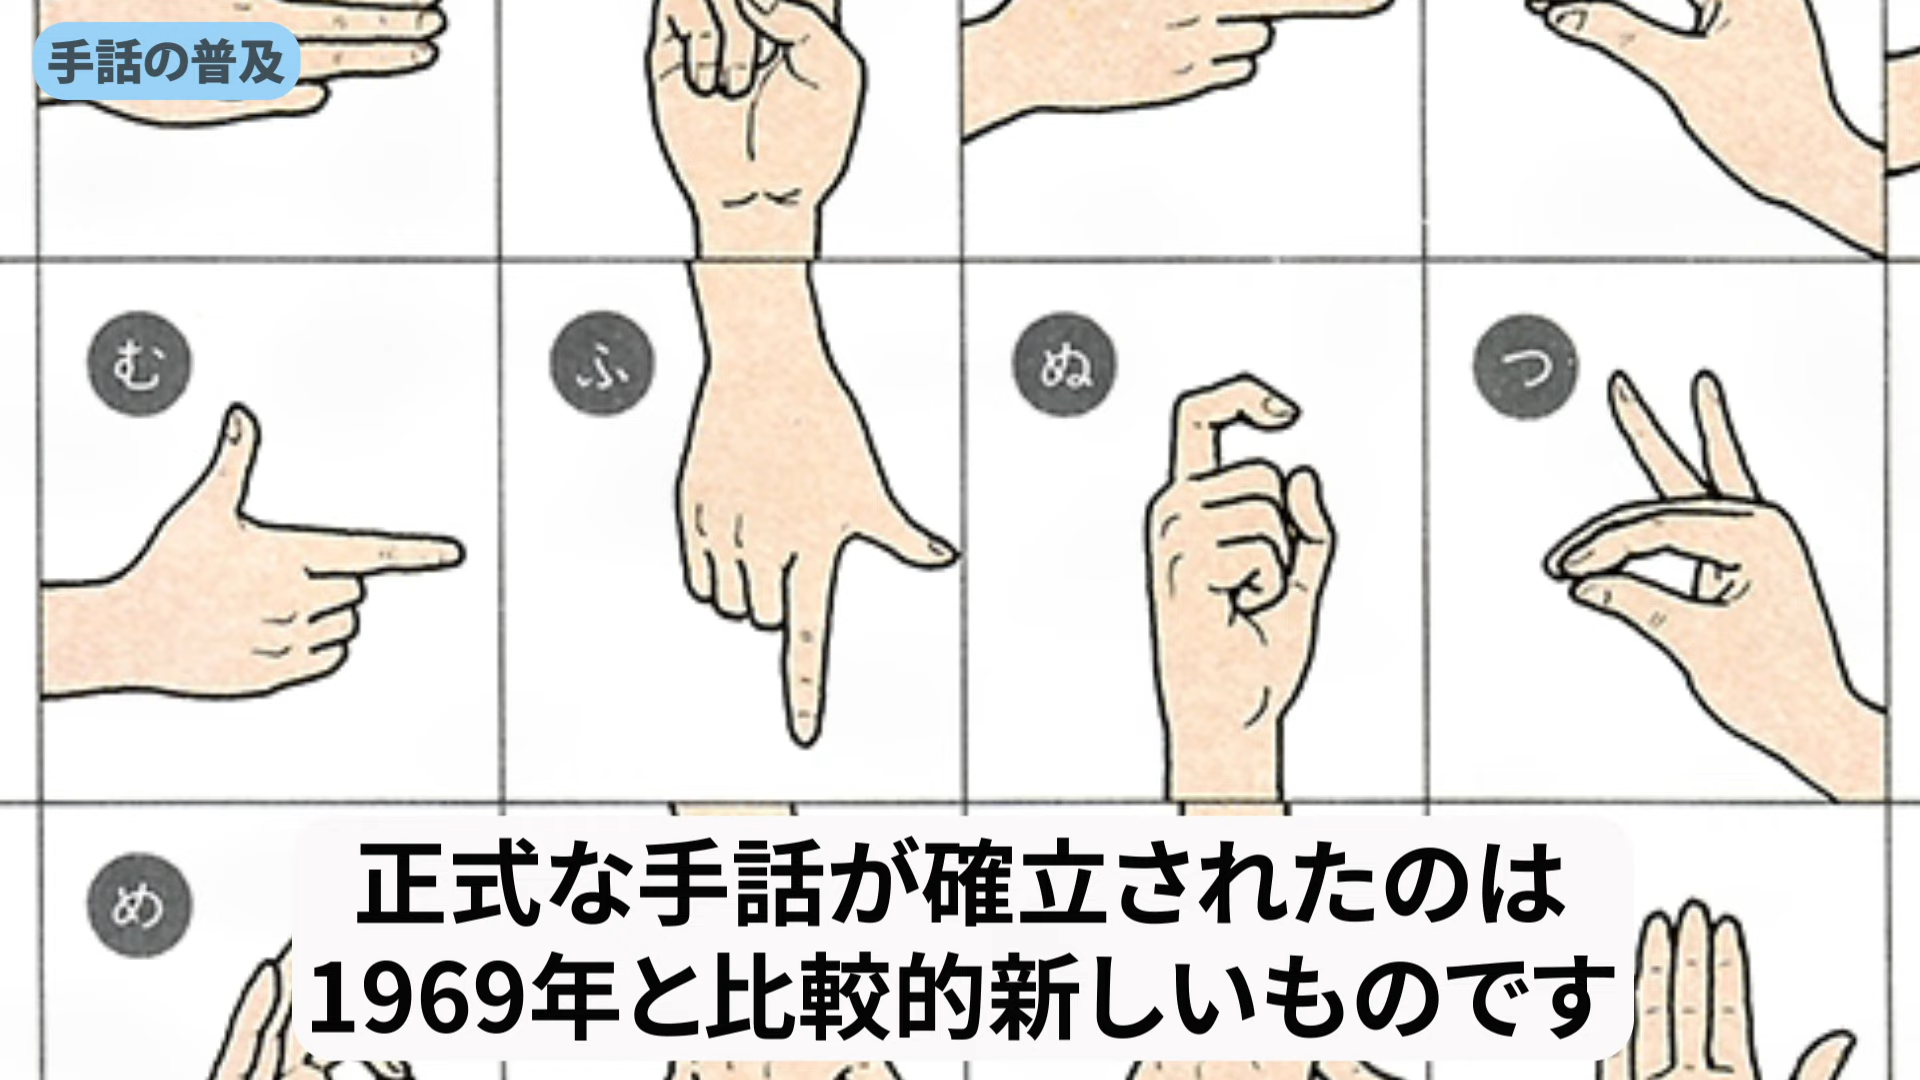 手話の普及
む
ふ
ぬ
つ
め
正式な手話が確立されたのは
1969年と比較的新しいものです